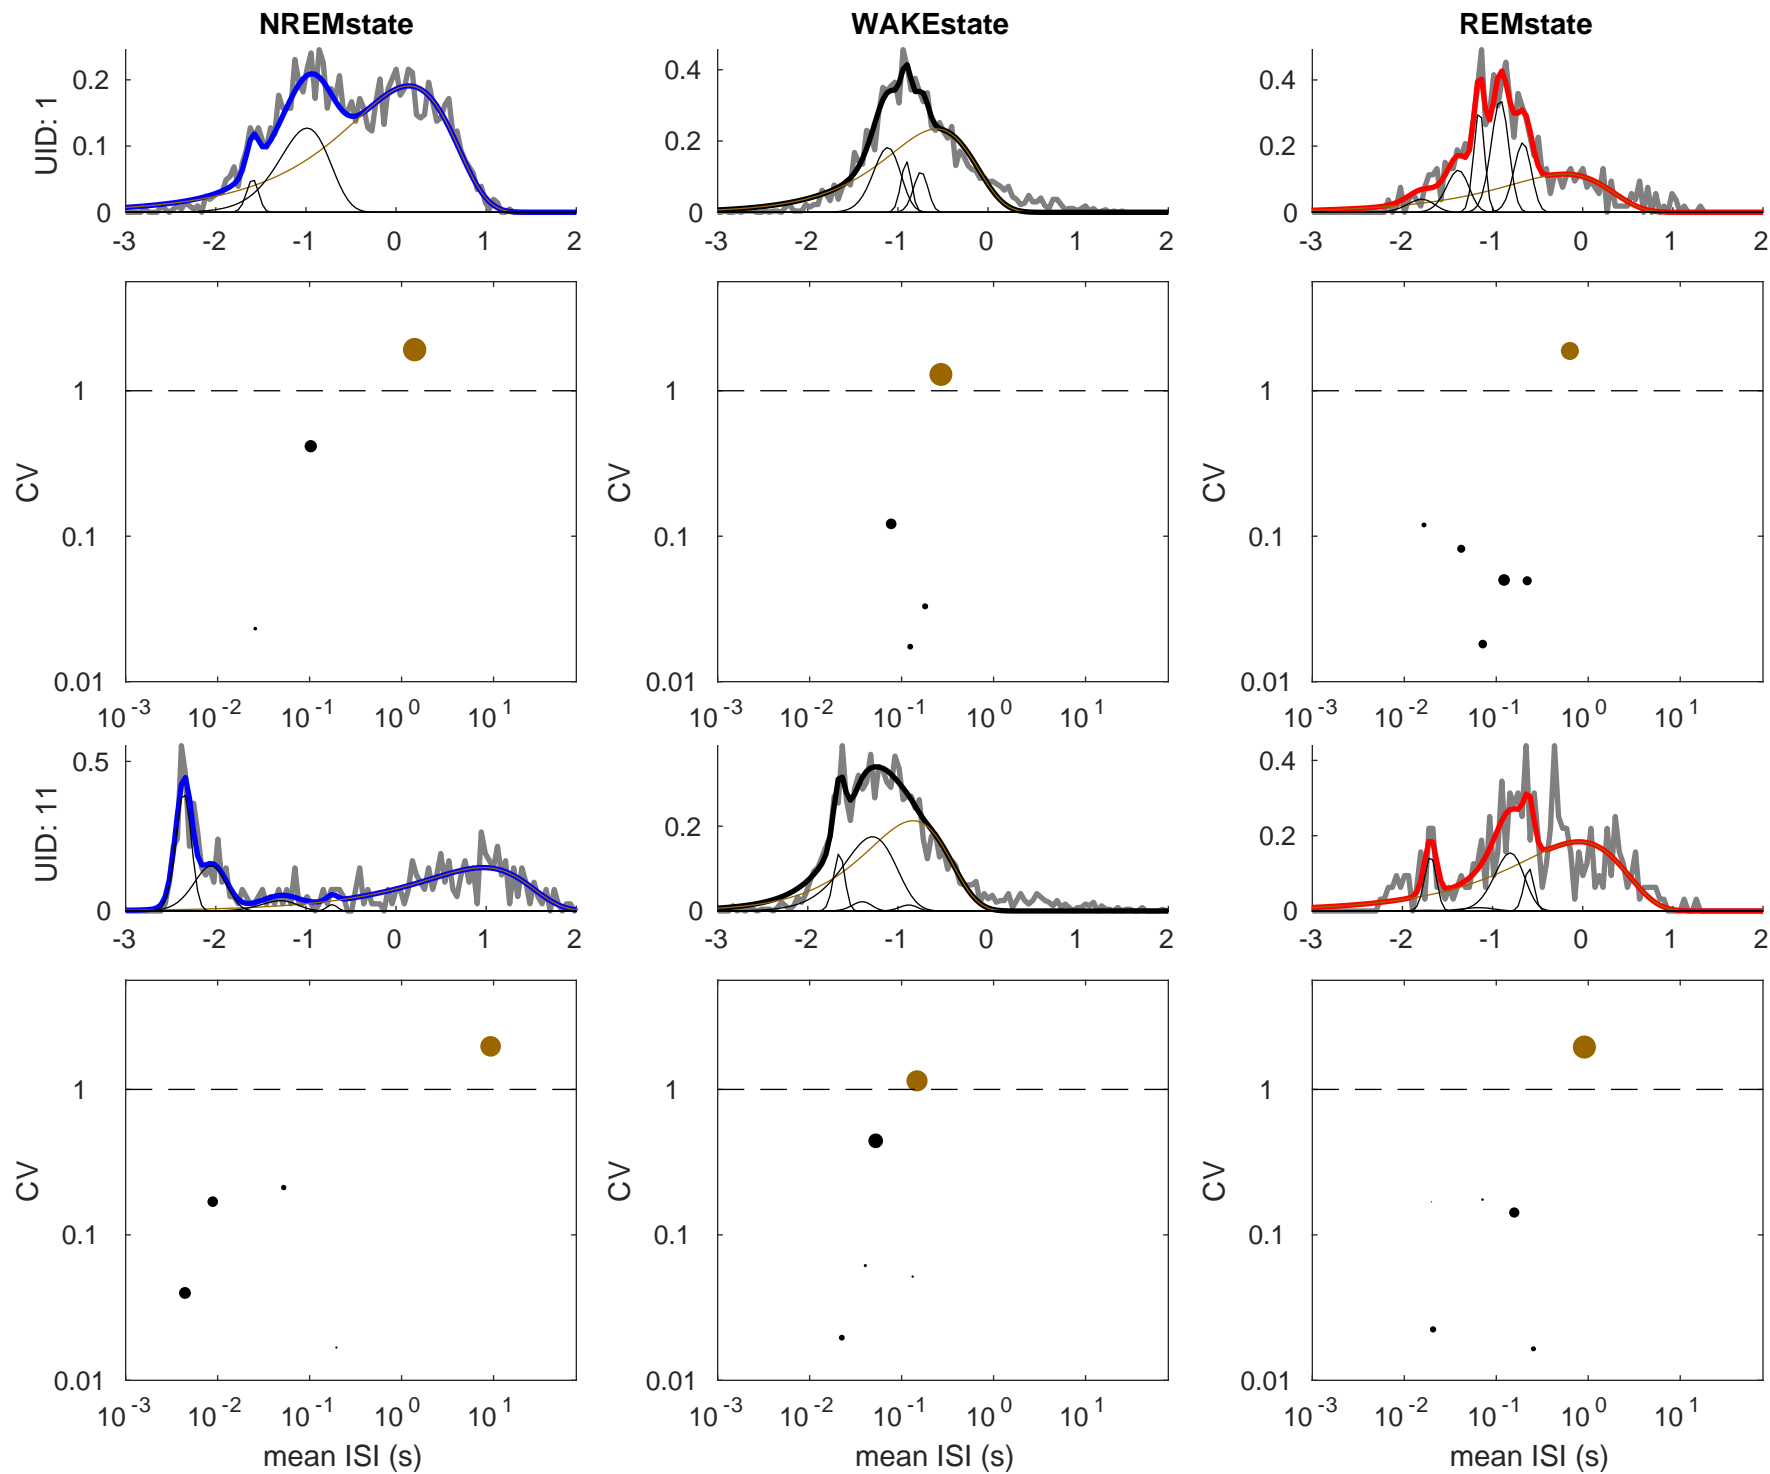 NREMstate WAKEstate REMstate
UID: 1
0.2 0.1 0
0.4 0.2 0
0.4 0.2 0
-3 -2 -1 0 1 2
-3 -2 -1 0 1 2
-3 -2 -1 0 1 2
CV 1 0.1 0.01
CV 1 0.1 0.01
CV 1 0.1 0.01
10^-3 10^-2 10^-1 10^0 10^1
10^-3 10^-2 10^-1 10^0 10^1
10^-3 10^-2 10^-1 10^0 10^1
UID: 11
0.5 0
0.2 0
0.4 0.2 0
-3 -2 -1 0 1 2
-3 -2 -1 0 1 2
-3 -2 -1 0 1 2
CV 1 0.1 0.01
CV 1 0.1 0.01
CV 1 0.1 0.01
10^-3 10^-2 10^-1 10^0 10^1
10^-3 10^-2 10^-1 10^0 10^1
10^-3 10^-2 10^-1 10^0 10^1
mean ISI (s) mean ISI (s) mean ISI (s)